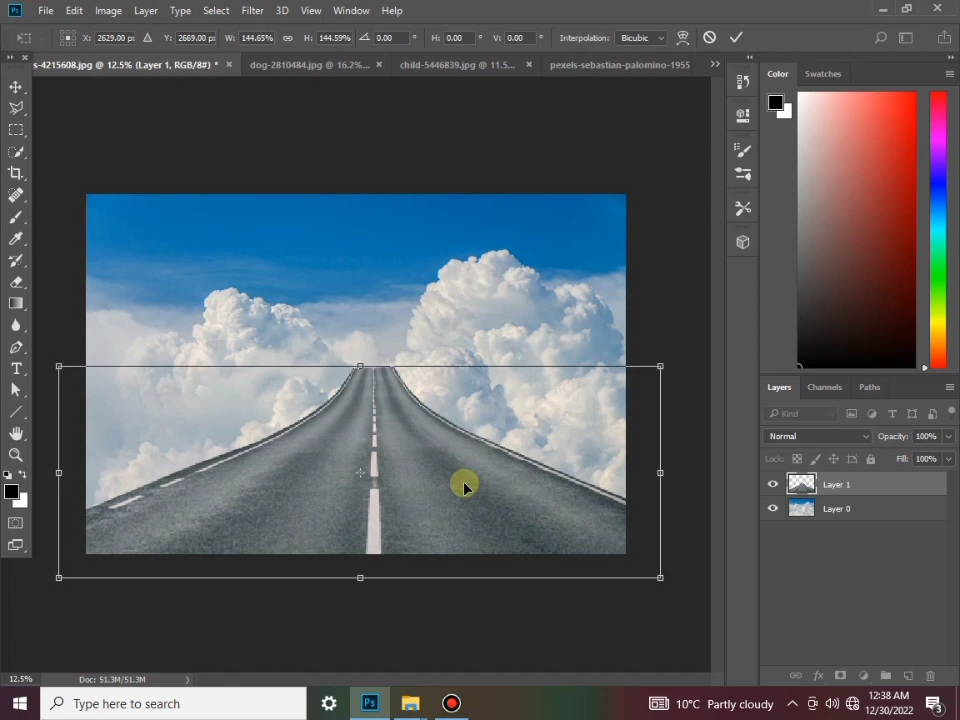 Ps File Edit Image Layer Type Select Filter 3D View Window Help
X: 2629.00 px Y: 2669.00 px W: 144.65% H: 144.59% 0.00 ° H: 0.00 ° V: 0.00 ° Interpolation: Bicubic
s-4215608.jpg @ 12.5% (Layer 1, RGB/8#) * × dog-2810484.jpg @ 16.2%... × child-5446839.jpg @ 11.5... × pexels-sebastian-palomino-1955 >>
Color Swatches
Layers Channels Paths
Kind
Normal Opacity: 100%
Lock: Fill: 100%
Layer 1
Layer 0
12.5% Doc: 51.3M/51.3M
Type here to search
Ps
10°C Partly cloudy
12:38 AM
12/30/2022
3